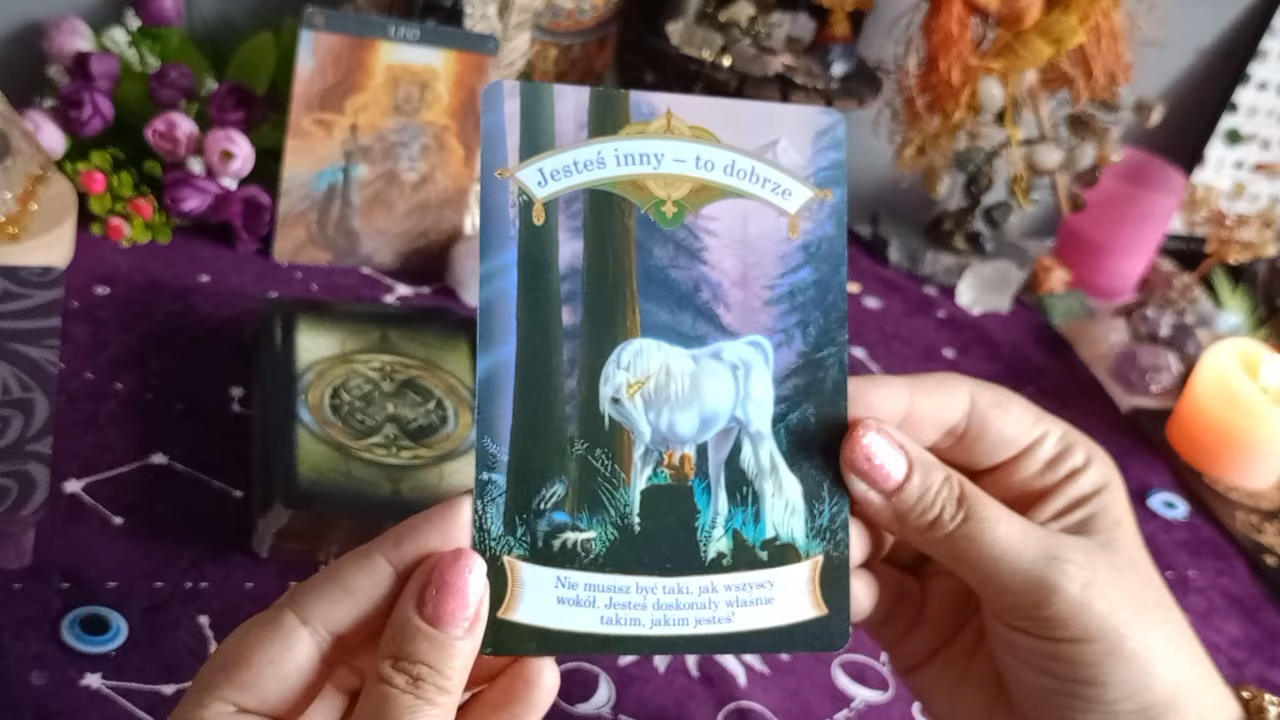 Jesteś inny – to dobrze
Nie musisz być taki, jak wszyscy
wokół. Jesteś doskonały właśnie
takim, jakim jesteś!